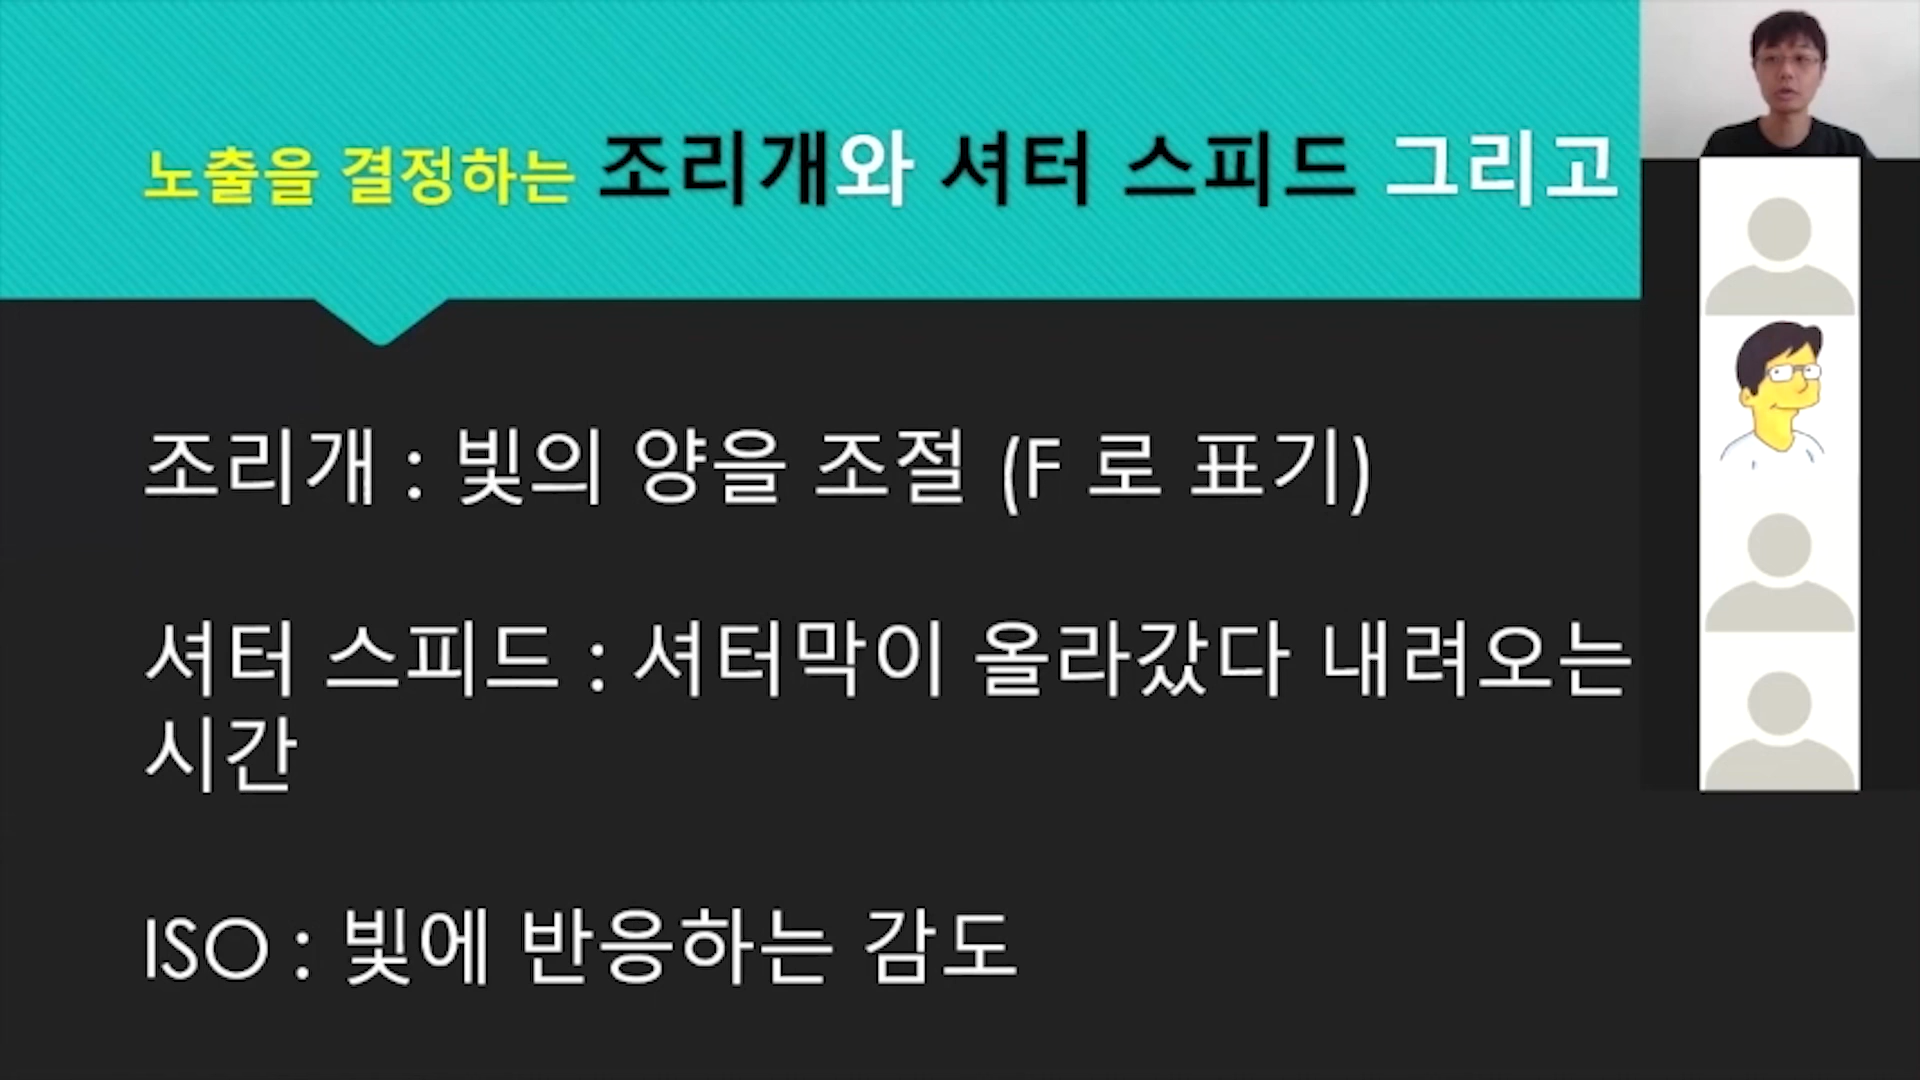 노출을 결정하는 조리개와 셔터 스피드 그리고
조리개 : 빛의 양을 조절 (F 로 표기)
셔터 스피드 : 셔터막이 올라갔다 내려오는
시간
ISO : 빛에 반응하는 감도